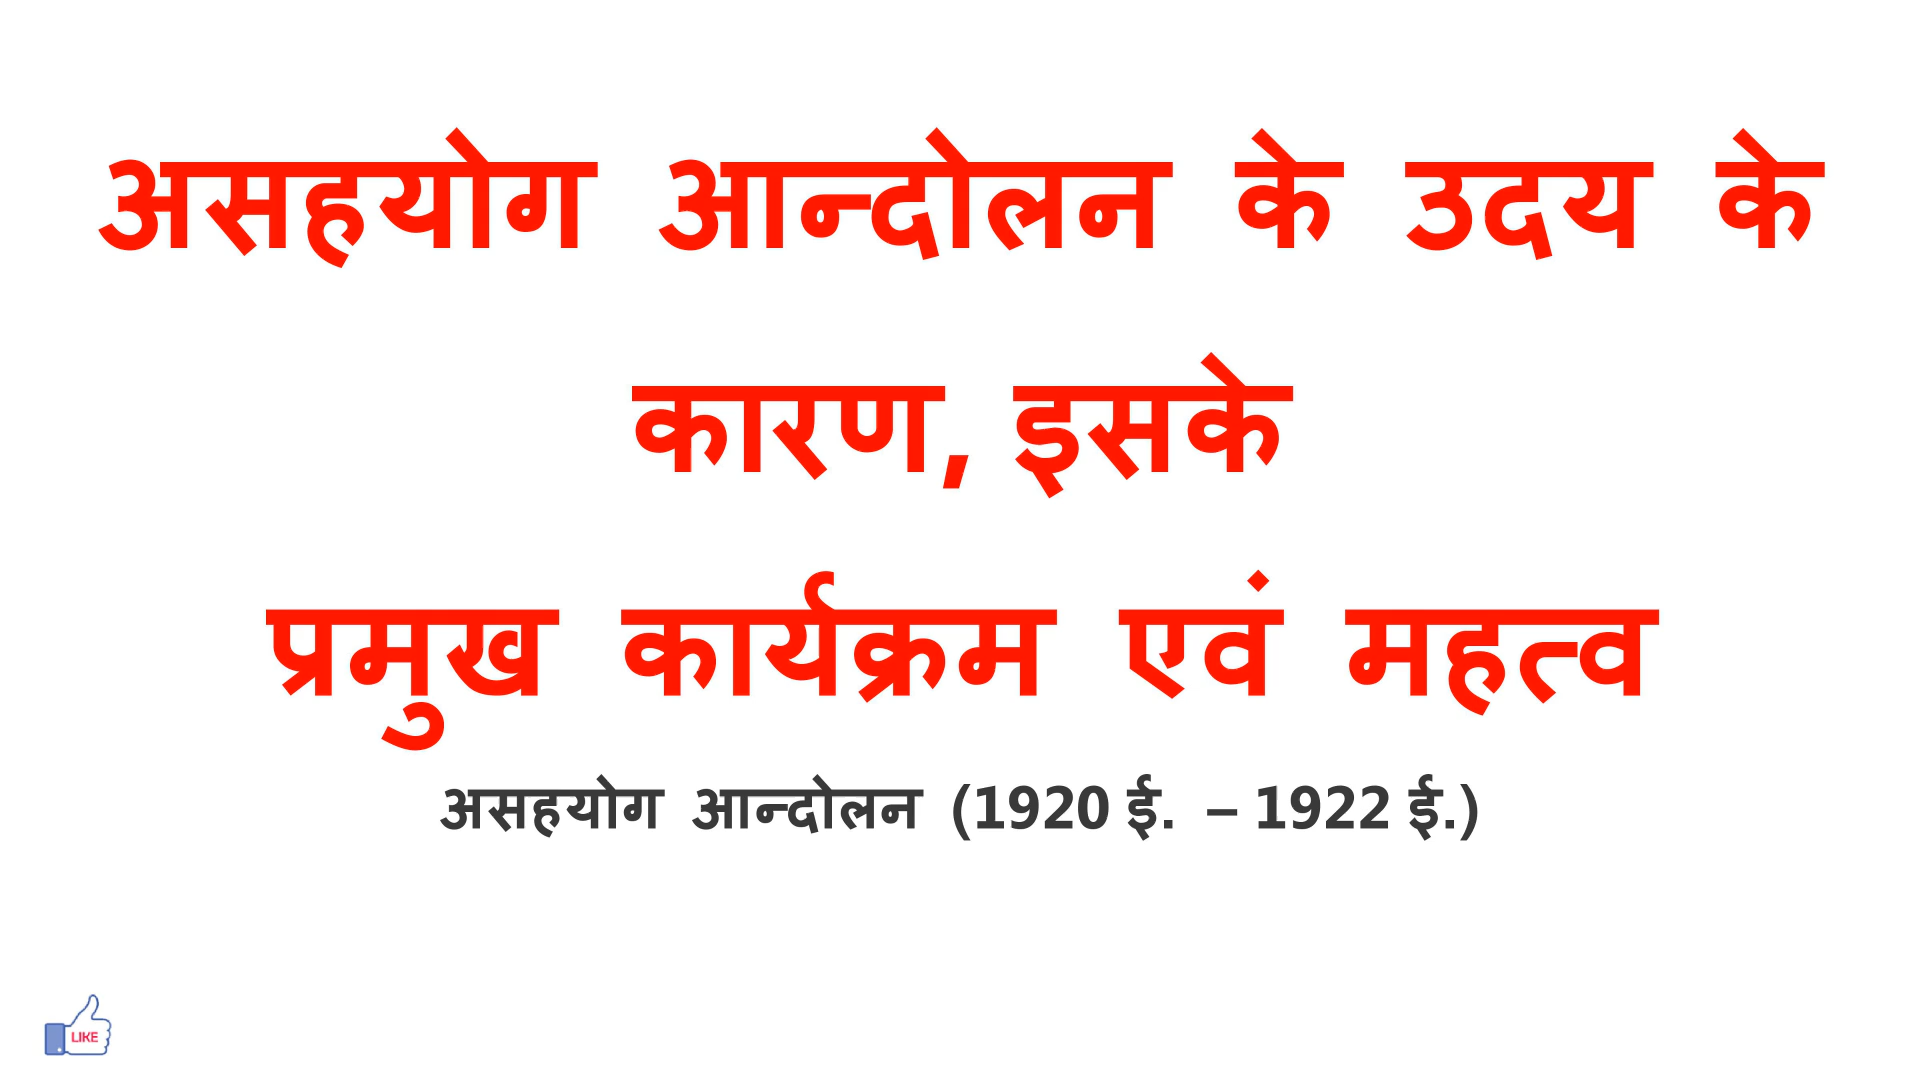 असहयोग आन्दोलन के उदय के
कारण, इसके
प्रमुख कार्यक्रम एवं महत्व
असहयोग आन्दोलन (1920 ई. – 1922 ई.)
LIKE